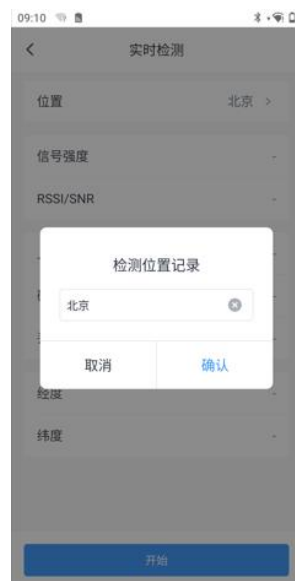 09:10
实时检测
位置 北京 >
信号强度 -
RSSI/SNR -
检测位置记录
北京
取消 确认
经度 -
纬度 -
开始